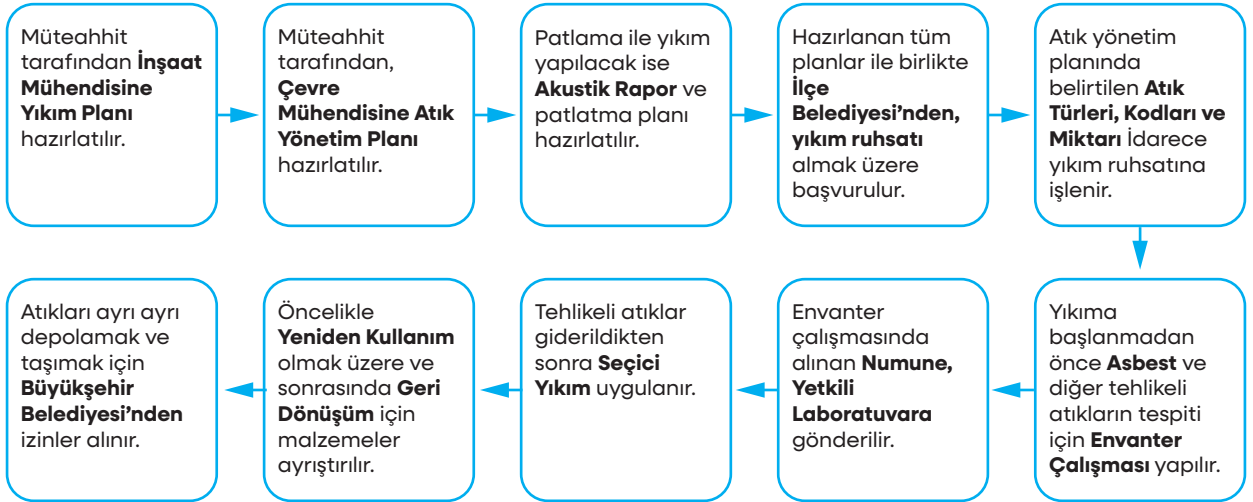 Müteahhit
tarafından İnşaat
Mühendisine
Yıkım Planı
hazırlatılır.
Müteahhit
tarafından,
Çevre
Mühendisine Atık
Yönetim Planı
hazırlatılır.
Patlama ile yıkım
yapılacak ise
Akustik Rapor ve
patlatma planı
hazırlatılır.
Hazırlanan tüm
planlar ile birlikte
İlçe
Belediyesi’nden,
yıkım ruhsatı
almak üzere
başvurulur.
Atık yönetim
planında
belirtilen Atık
Türleri, Kodları ve
Miktarı İdarece
yıkım ruhsatına
işlenir.
Yıkıma
başlanmadan
önce Asbest ve
diğer tehlikeli
atıkların tespiti
için Envanter
Çalışması yapılır.
Envanter
çalışmasında
alınan Numune,
Yetkili
Laboratuvara
gönderilir.
Tehlikeli atıklar
giderildikten
sonra Seçici
Yıkım uygulanır.
Öncelikle
Yeniden Kullanım
olmak üzere ve
sonrasında Geri
Dönüşüm için
malzemeler
ayrıştırılır.
Atıkları ayrı ayrı
depolamak ve
taşımak için
Büyükşehir
Belediyesi’nden
izinler alınır.